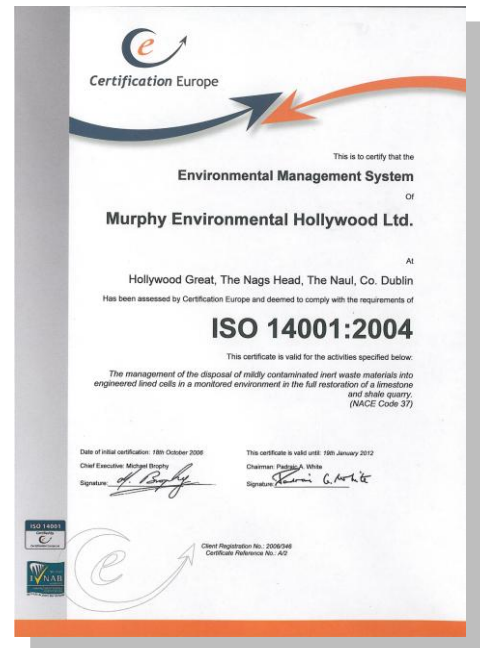 e
Certification Europe
This is to certify that the
Environmental Management System
Of
Murphy Environmental Hollywood Ltd.
At
Hollywood Great, The Nags Head, The Naul, Co. Dublin
Has been assessed by Certification Europe and deemed to comply with the requirements of
ISO 14001:2004
This certificate is valid for the activities specified below:
The management of the disposal of mildly contaminated inert waste materials into
engineered lined cells in a monitored environment in the full restoration of a limestone
and shale quarry.
(NACE Code 37)
Date of initial certification: 18th October 2006
This certificate is valid until: 19th January 2012
Chief Executive: Michael Brophy
Chairman: Padraic A. White
Signature: M. Brophy
Signature: Padraic A. White
Client Registration No.: 2006/346
Certificate Reference No.: A/2
ISO 14001
e
INAB
e